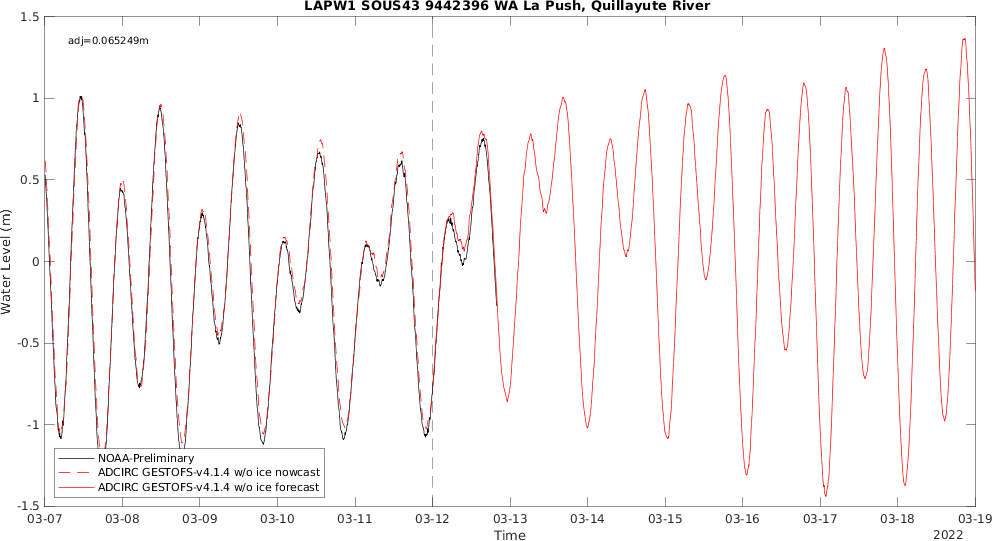 LAPW1 SOUS43 9442396 WA La Push, Quillayute River
adj=0.065249m
1.5
1
0.5
0
-0.5
-1
-1.5
Water Level (m)
NOAA-Preliminary
ADCIRC GESTOFS-v4.1.4 w/o ice nowcast
ADCIRC GESTOFS-v4.1.4 w/o ice forecast
03-07 03-08 03-09 03-10 03-11 03-12 03-13 03-14 03-15 03-16 03-17 03-18 03-19
Time
2022